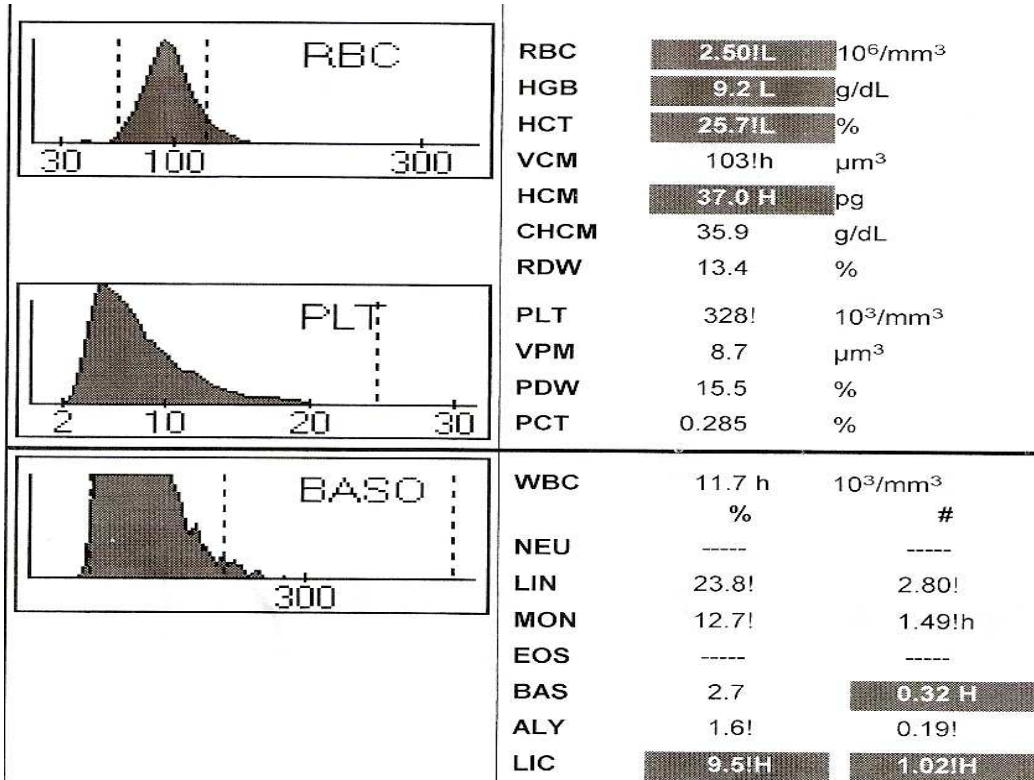 RBC
30 100 300
RBC 2.50!L 10⁶/mm³
HGB 9.2 L g/dL
HCT 25.7!L %
VCM 103!h µm³
HCM 37.0 H pg
CHCM 35.9 g/dL
RDW 13.4 %
PLT
2 10 20 30
PLT 328! 10³/mm³
VPM 8.7 µm³
PDW 15.5 %
PCT 0.285 %
BASO
300
WBC 11.7 h 10³/mm³
% #
NEU ----- -----
LIN 23.8! 2.80!
MON 12.7! 1.49!h
EOS ----- -----
BAS 2.7 0.32 H
ALY 1.6! 0.19!
LIC 9.5!H 1.02!H